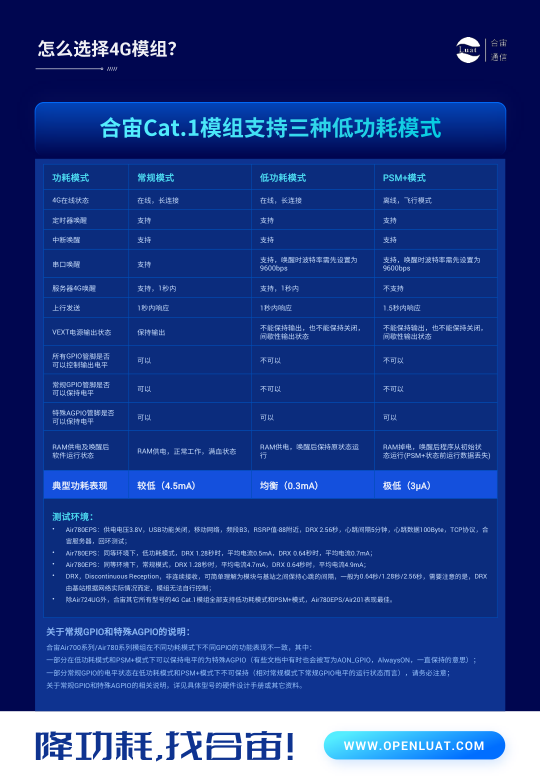 怎么选择4G模组？
Luat
合宙
通信
合宙Cat.1模组支持三种低功耗模式
功耗模式 常规模式 低功耗模式 PSM+模式
4G在线状态 在线，长连接 在线，长连接 离线，飞行模式
定时器唤醒 支持 支持 支持
中断唤醒 支持 支持 支持
串口唤醒 支持 支持，唤醒时波特率需先设置为9600bps 支持，唤醒时波特率需先设置为9600bps
服务器4G唤醒 支持，1秒内 支持，1秒内 不支持
上行发送 1秒内响应 1秒内响应 1.5秒内响应
VEXT电源输出状态 保持输出 不能保持输出，也不能保持关闭，间歇性输出状态 不能保持输出，也不能保持关闭，间歇性输出状态
所有GPIO管脚是否可以控制输出电平 可以 不可以 不可以
常规GPIO管脚是否可以保持电平 可以 不可以 不可以
特殊AGPIO管脚是否可以保持电平 可以 可以 可以
RAM供电及唤醒后软件运行状态 RAM供电，正常工作，满血状态 RAM供电，唤醒后保持原状态运行 RAM掉电，唤醒后程序从初始状态运行(PSM+状态前运行数据丢失)
典型功耗表现 较低（4.5mA） 均衡（0.3mA） 极低（3μA）
测试环境：
• Air780EPS：供电电压3.8V，USB功能关闭，移动网络，频段B3，RSRP值-88附近，DRX 2.56秒，心跳间隔5分钟，心跳数据100Byte，TCP协议，合
宙服务器，回环测试；
• Air780EPS：同等环境下，低功耗模式，DRX 1.28秒时，平均电流0.5mA，DRX 0.64秒时，平均电流0.7mA；
• Air780EPS：同等环境下，常规模式，DRX 1.28秒时，平均电流4.7mA，DRX 0.64秒时，平均电流4.9mA；
• DRX，Discontinuous Reception，非连续接收，可简单理解为模块与基站之间保持心跳的间隔，一般为0.64秒/1.28秒/2.56秒，需要注意的是，DRX
由基站根据网络实际情况而定，模组无法自行控制；
• 除Air724UG外，合宙其它所有型号的4G Cat.1模组全部支持低功耗模式和PSM+模式，Air780EPS/Air201表现最佳。
关于常规GPIO和特殊AGPIO的说明：
合宙Air700系列/Air780系列模组在不同功耗模式下不同GPIO的功能表现不一致，其中：
一部分在低功耗模式和PSM+模式下可以保持电平的为特殊AGPIO（有些文档中有时也会被写为AON_GPIO，AlwaysON，一直保持的意思）；
一部分常规GPIO的电平状态在低功耗模式和PSM+模式下不可保持（相对常规模式下常规GPIO电平的运行状态而言），请务必注意；
关于常规GPIO和特殊AGPIO的相关说明，详见具体型号的硬件设计手册或其它资料。
降功耗,找合宙!
WWW.OPENLUAT.COM